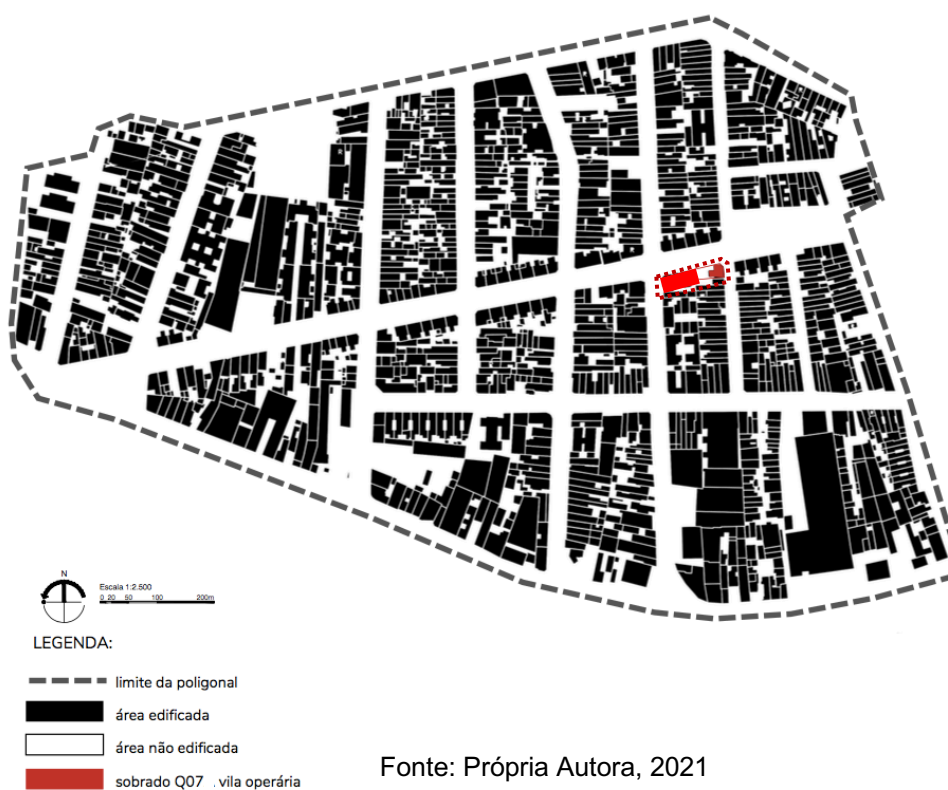 N
Escala 1:2.500
0 20 50 100 200m
LEGENDA:
limite da poligonal
área edificada
área não edificada
sobrado Q07 . vila operária
Fonte: Própria Autora, 2021